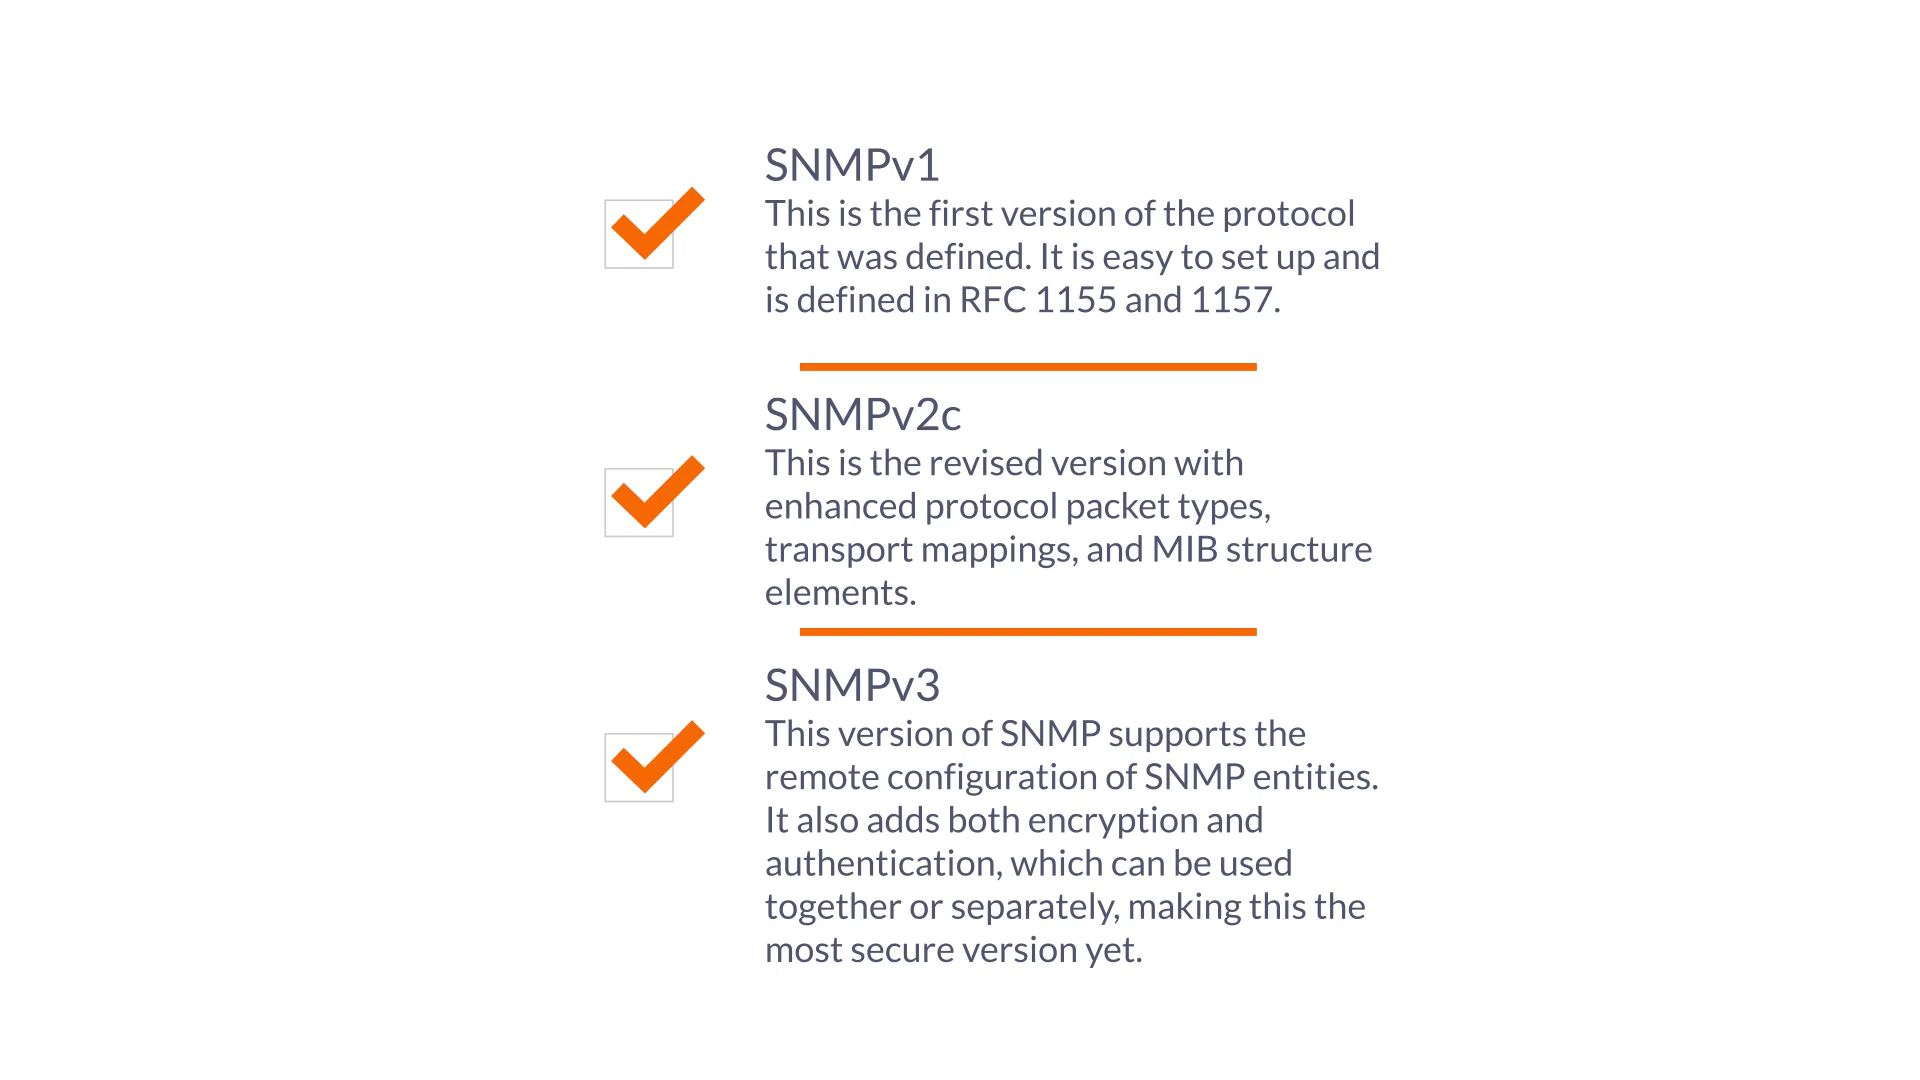 SNMPv1
This is the first version of the protocol
that was defined. It is easy to set up and
is defined in RFC 1155 and 1157.
SNMPv2c
This is the revised version with
enhanced protocol packet types,
transport mappings, and MIB structure
elements.
SNMPv3
This version of SNMP supports the
remote configuration of SNMP entities.
It also adds both encryption and
authentication, which can be used
together or separately, making this the
most secure version yet.